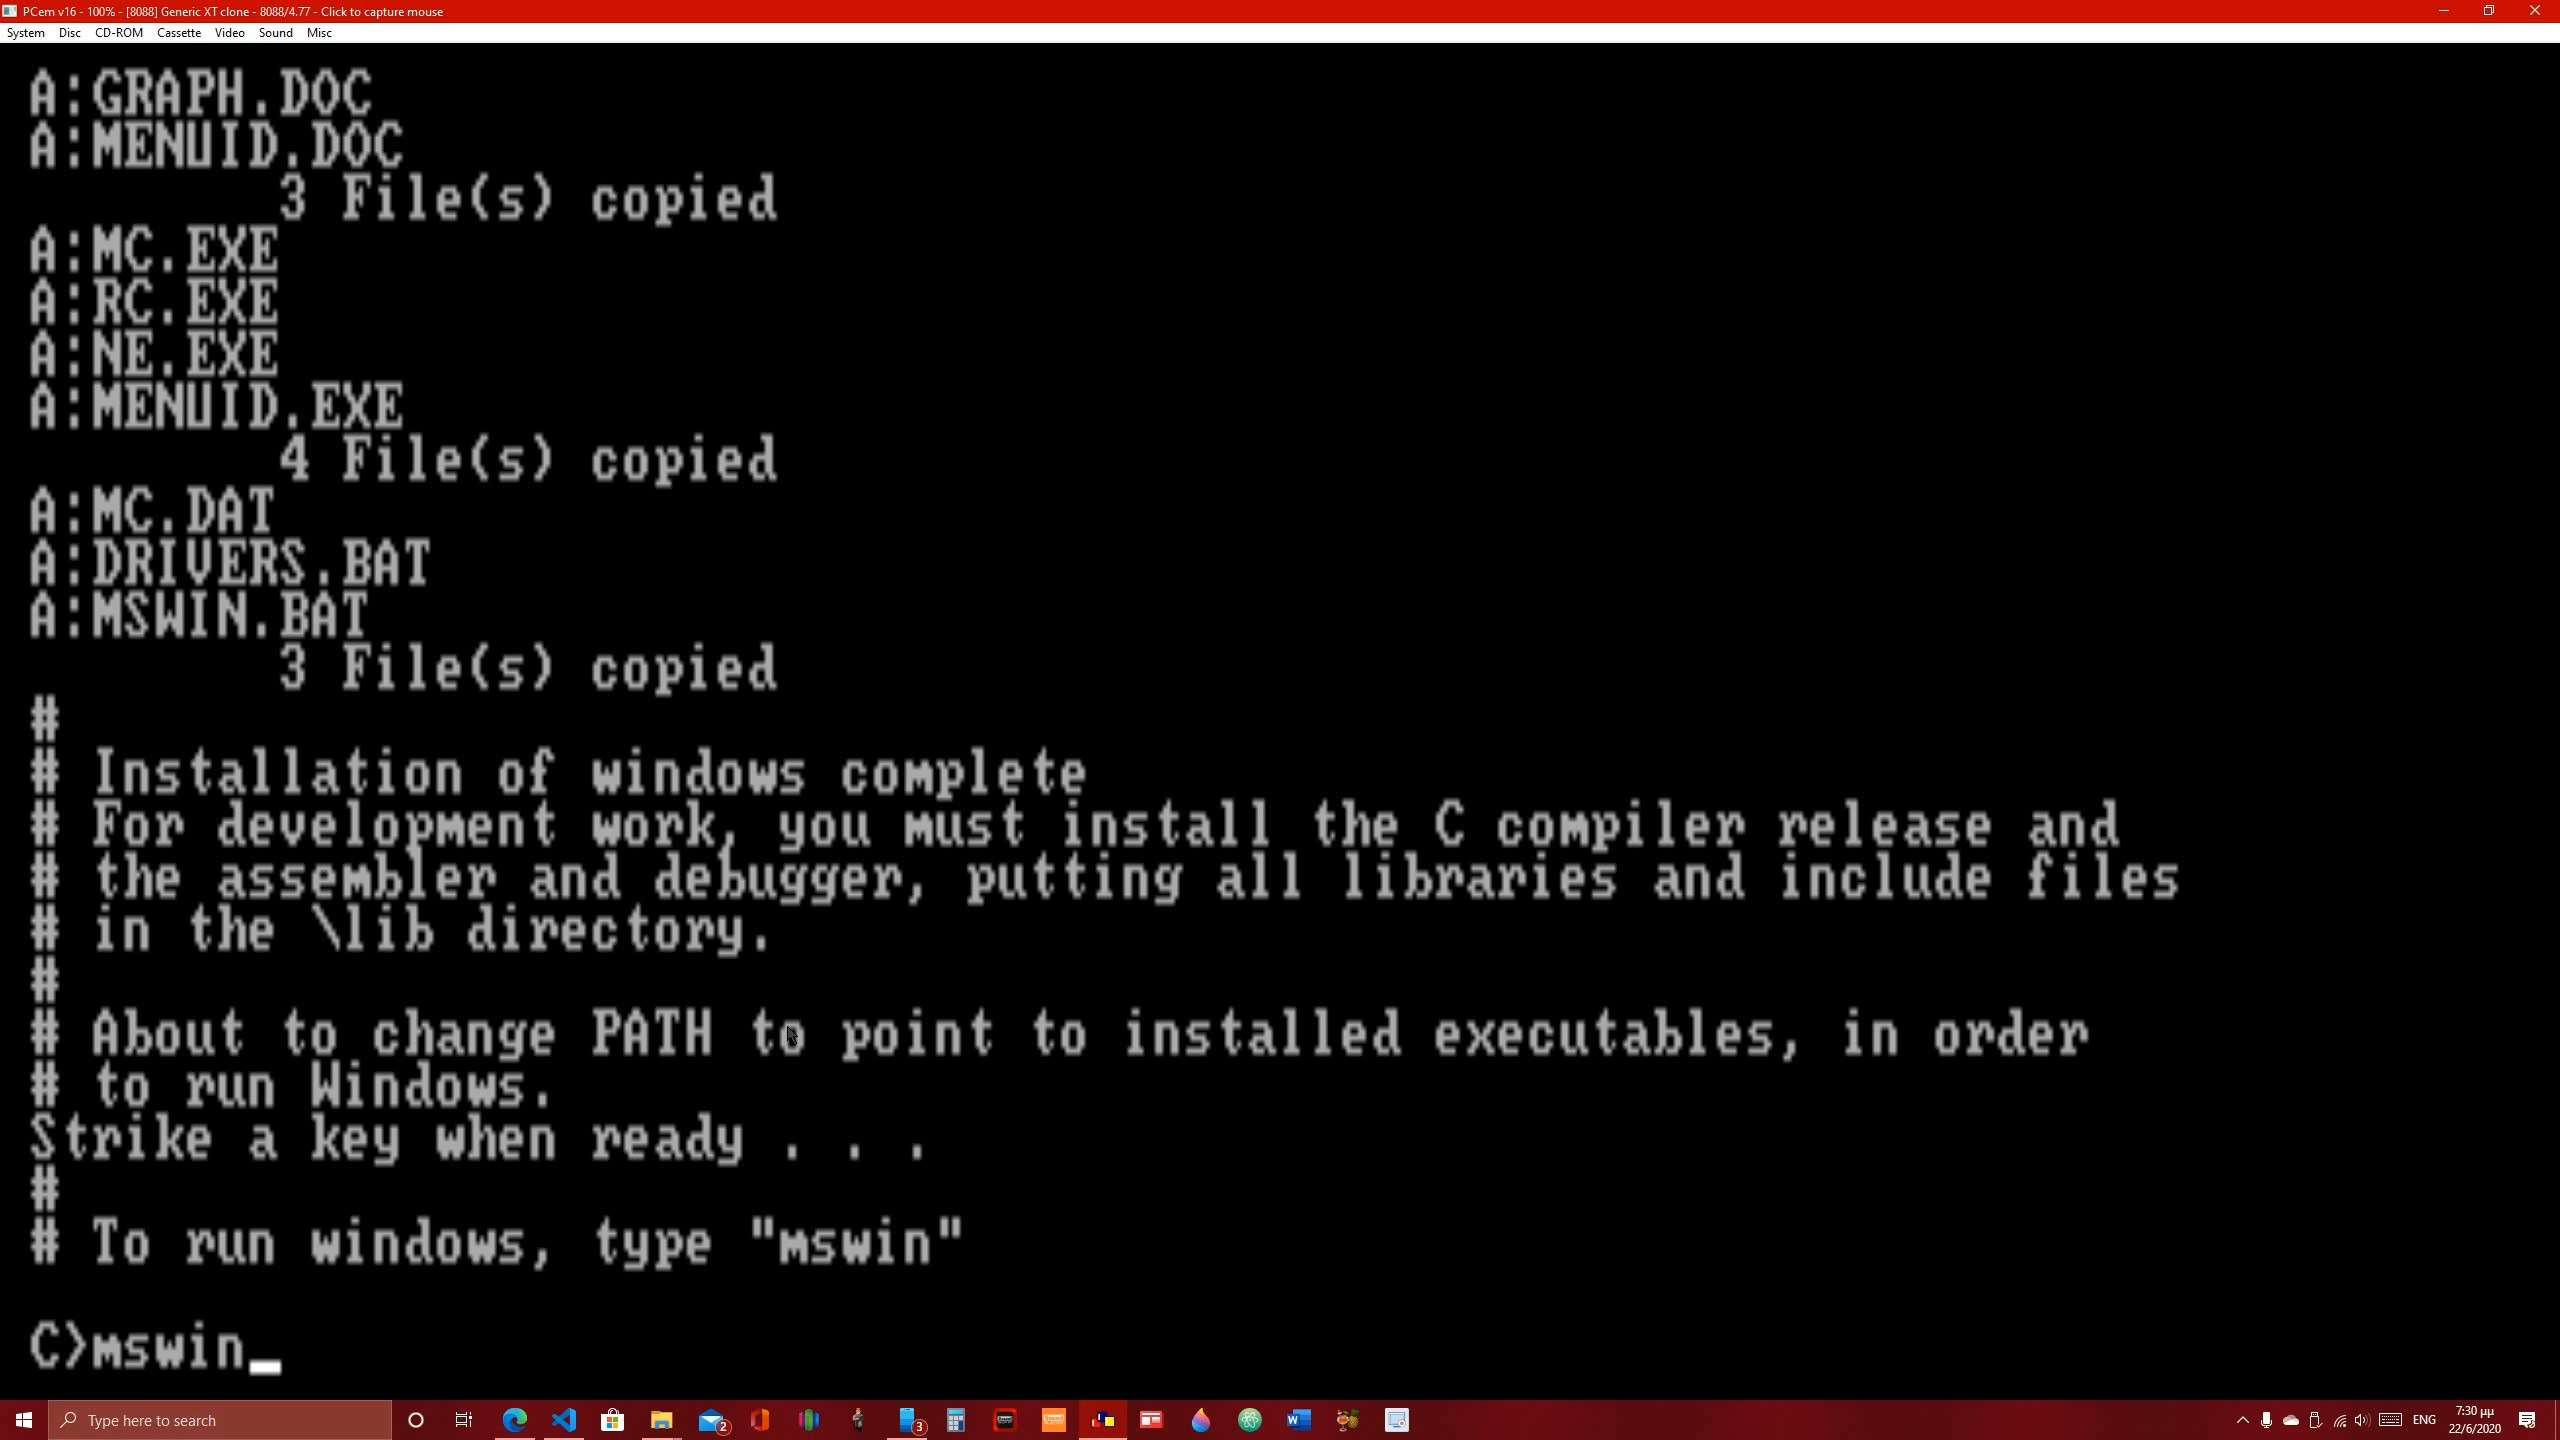 PCem v16 - 100% - [8088] Generic XT clone - 8088/4.77 - Click to capture mouse
System Disc CD-ROM Cassette Video Sound Misc
A:GRAPH.DOC
A:MENUID.DOC
3 File(s) copied
A:MC.EXE
A:RC.EXE
A:NE.EXE
A:MENUID.EXE
4 File(s) copied
A:MC.DAT
A:DRIVERS.BAT
A:MSWIN.BAT
3 File(s) copied
#
# Installation of windows complete
# For development work, you must install the C compiler release and
# the assembler and debugger, putting all libraries and include files
# in the \lib directory.
#
# About to change PATH to point to installed executables, in order
# to run Windows.
Strike a key when ready . . .
#
# To run windows, type "mswin"
C>mswin_
Type here to search
2
3
ENG
7:30 μμ
22/6/2020